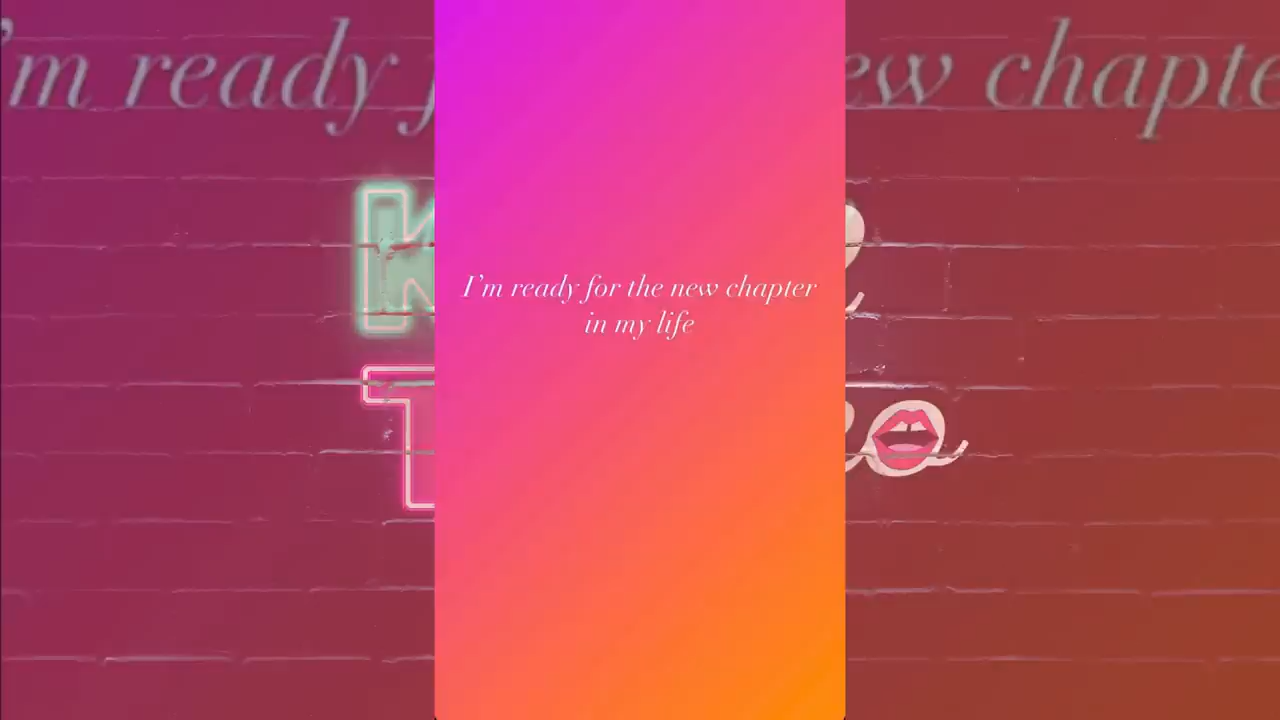 ’m ready
ew chapte
I’m ready for the new chapter
in my life
K
T